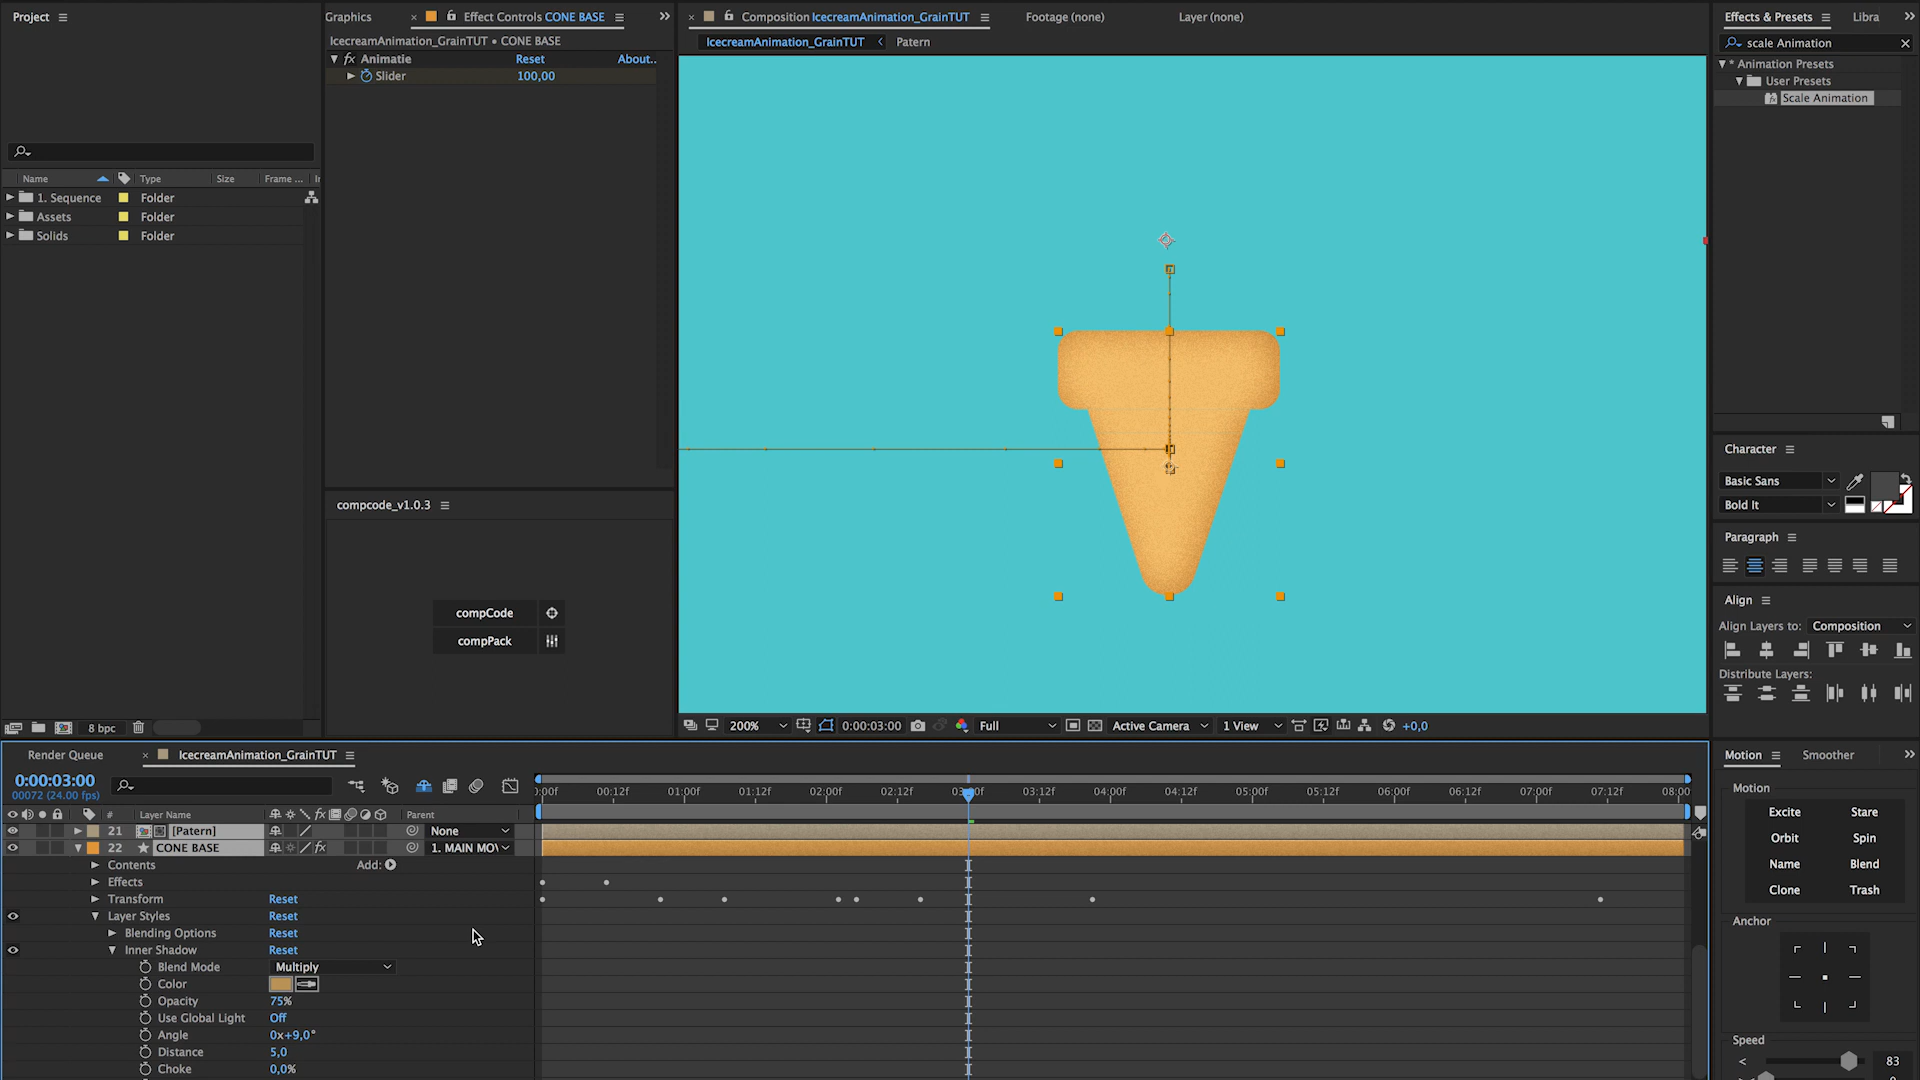 Project
Name Type Size Frame ...
1. Sequence Folder
Assets Folder
Solids Folder
8 bpc
Graphics × Effect Controls CONE BASE
IcecreamAnimation_GrainTUT • CONE BASE
fx Animatie Reset About..
Slider 100,00
compcode_v1.0.3
compCode
compPack
× Composition IcecreamAnimation_GrainTUT Footage (none) Layer (none)
IcecreamAnimation_GrainTUT < Patern
200% 0:00:03:00 Full Active Camera 1 View +0,0
Effects & Presets Libra
scale Animation
* Animation Presets
User Presets
Scale Animation
Character
Basic Sans
Bold It
Paragraph
Align
Align Layers to: Composition
Distribute Layers:
Motion Smoother
Motion
Excite Stare
Orbit Spin
Name Blend
Clone Trash
Anchor
Speed
< 83
Render Queue × IcecreamAnimation_GrainTUT
0:00:03:00
00072 (24.00 fps)
:00f 00:12f 01:00f 01:12f 02:00f 02:12f 03:00f 03:12f 04:00f 04:12f 05:00f 05:12f 06:00f 06:12f 07:00f 07:12f 08:00
# Layer Name fx Parent
21 [Patern] None
22 CONE BASE fx 1. MAIN MOV
Contents Add:
Effects
Transform Reset
Layer Styles Reset
Blending Options Reset
Inner Shadow Reset
Blend Mode Multiply
Color
Opacity 75%
Use Global Light Off
Angle 0x+9,0°
Distance 5,0
Choke 0,0%